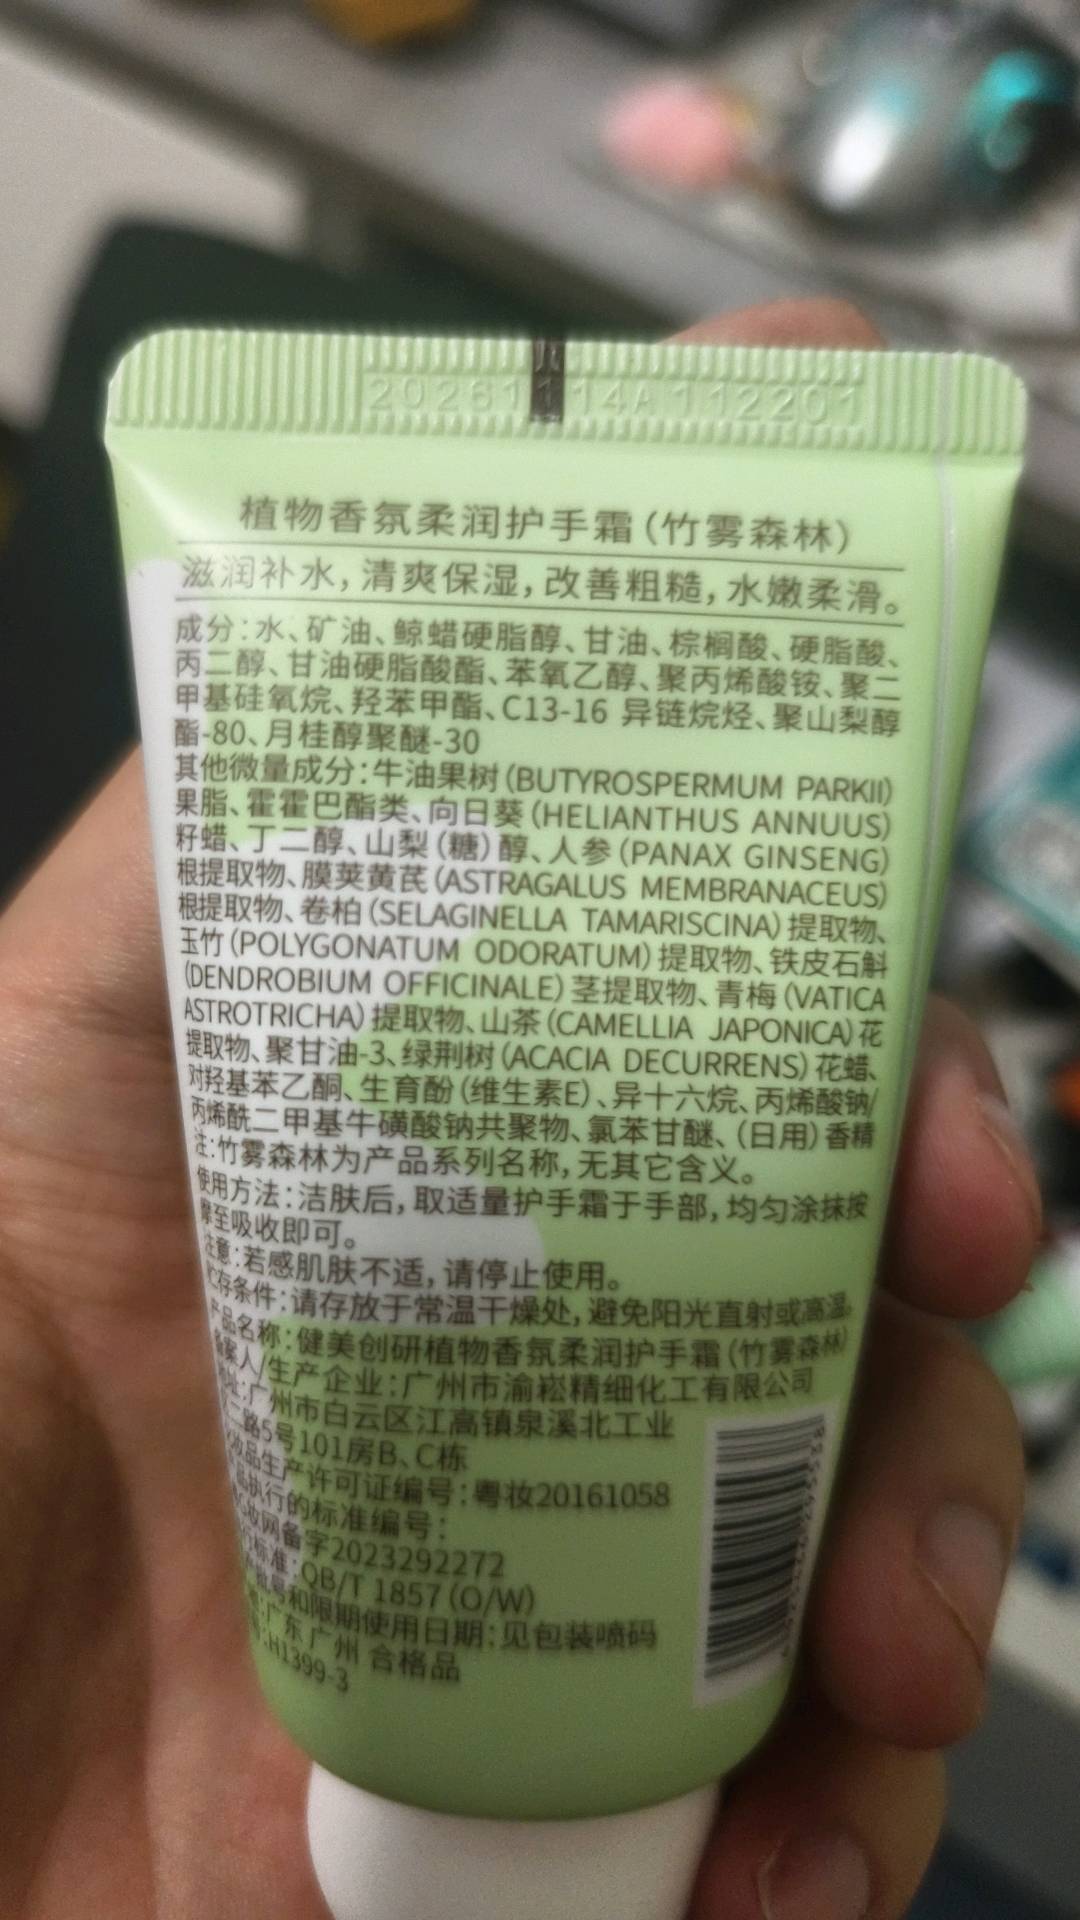 20261114A112201
植物香氛柔润护手霜(竹雾森林)
滋润补水,清爽保湿,改善粗糙,水嫩柔滑。
成分:水、矿油、鲸蜡硬脂醇、甘油、棕榈酸、硬脂酸、
丙二醇、甘油硬脂酸酯、苯氧乙醇、聚丙烯酸铵、聚二
甲基硅氧烷、羟苯甲酯、C13-16 异链烷烃、聚山梨醇
酯-80、月桂醇聚醚-30
其他微量成分:牛油果树(BUTYROSPERMUM PARKII)
果脂、霍霍巴酯类、向日葵(HELIANTHUS ANNUUS)
籽蜡、丁二醇、山梨(糖)醇、人参(PANAX GINSENG)
根提取物、膜荚黄芪(ASTRAGALUS MEMBRANACEUS)
根提取物、卷柏(SELAGINELLA TAMARISCINA)提取物、
玉竹(POLYGONATUM ODORATUM)提取物、铁皮石斛
(DENDROBIUM OFFICINALE)茎提取物、青梅(VATICA
ASTROTRICHA)提取物、山茶(CAMELLIA JAPONICA)花
提取物、聚甘油-3、绿荆树(ACACIA DECURRENS)花蜡、
对羟基苯乙酮、生育酚(维生素E)、异十六烷、丙烯酸钠/
丙烯酰二甲基牛磺酸钠共聚物、氯苯甘醚、(日用)香精
注:竹雾森林为产品系列名称,无其它含义。
使用方法:洁肤后,取适量护手霜于手部,均匀涂抹按
摩至吸收即可。
注意:若感肌肤不适,请停止使用。
贮存条件:请存放于常温干燥处,避免阳光直射或高温。
产品名称:健美创研植物香氛柔润护手霜(竹雾森林)
备案人/生产企业:广州市渝崧精细化工有限公司
地址:广州市白云区江高镇泉溪北工业
区二路5号101房B、C栋
化妆品生产许可证编号:粤妆20161058
产品执行的标准编号:
粤G妆网备字2023292272
执行标准:QB/T 1857(O/W)
批号和限期使用日期:见包装喷码
广东广州 合格品
H1399-3